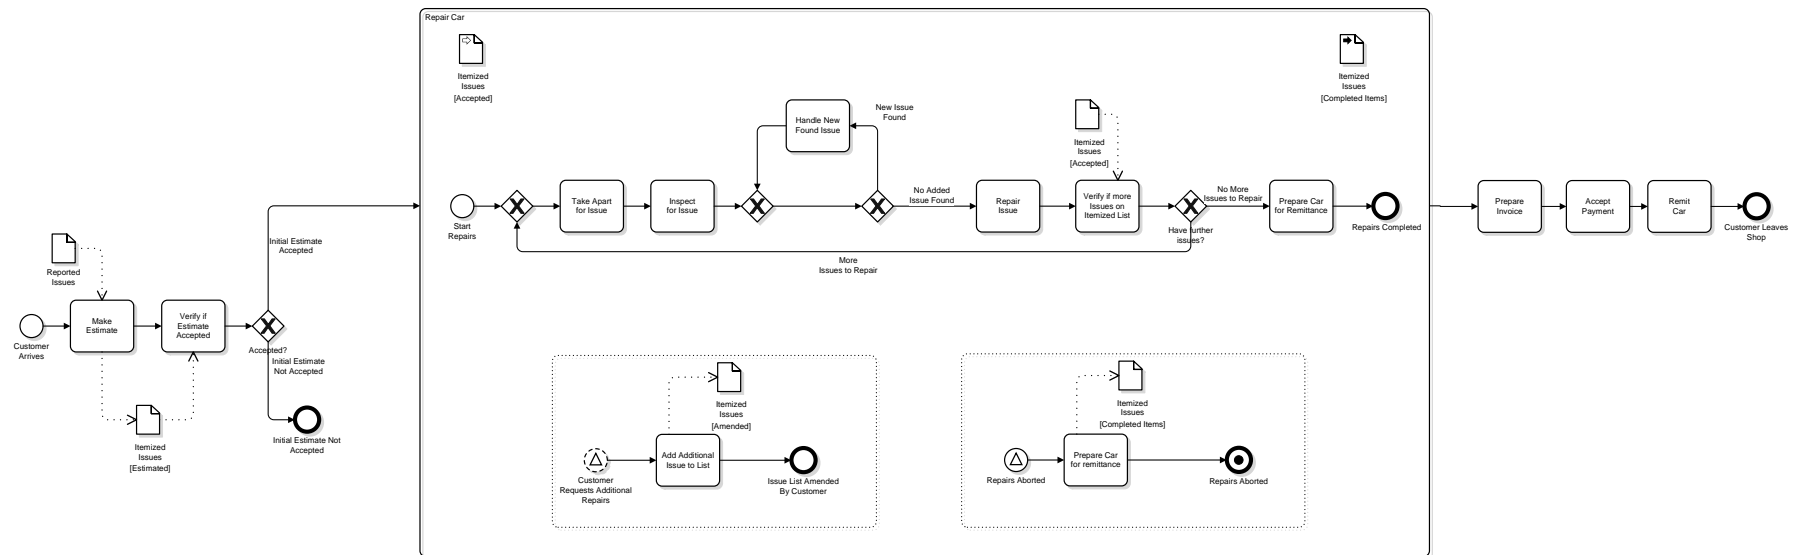 Repair Car
Itemized
Issues
[Accepted]
Itemized
Issues
[Completed Items]
Handle New
Found Issue
New Issue
Found
Itemized
Issues
[Accepted]
Start
Repairs
Take Apart
for Issue
Inspect
for Issue
No Added
Issue Found
Repair
Issue
Verify if more
Issues on
Itemized List
Have further
issues?
No More
Issues to Repair
Prepare Car
for Remittance
Repairs Completed
More
Issues to Repair
Prepare
Invoice
Accept
Payment
Remit
Car
Customer Leaves
Shop
Initial Estimate
Accepted
Reported
Issues
Customer
Arrives
Make
Estimate
Verify if
Estimate
Accepted
Accepted?
Initial Estimate
Not Accepted
Initial Estimate Not
Accepted
Itemized
Issues
[Estimated]
Itemized
Issues
[Amended]
Customer
Requests Additional
Repairs
Add Additional
Issue to List
Issue List Amended
By Customer
Itemized
Issues
[Completed Items]
Repairs Aborted
Prepare Car
for remittance
Repairs Aborted